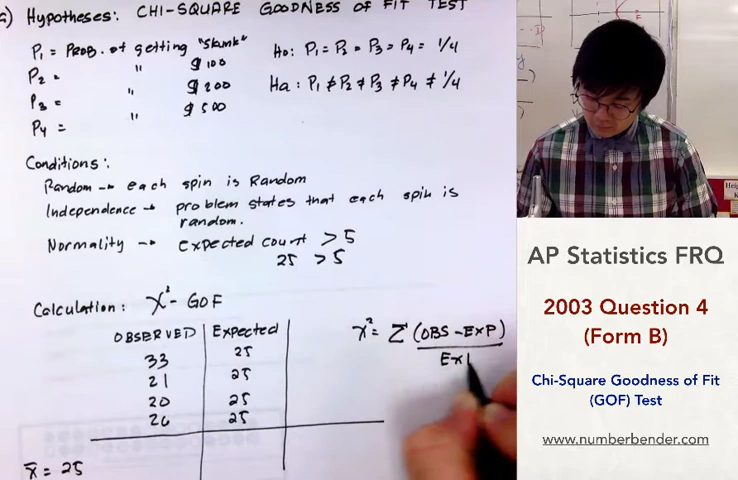 a) Hypotheses: CHI-SQUARE GOODNESS OF FIT TEST
P1 = PROB. of getting "Skunk"
P2 = " $100
P3 = " $200
P4 = " $500
Ho: P1 = P2 = P3 = P4 = 1/4
Ha: P1 ≠ P2 ≠ P3 ≠ P4 ≠ 1/4
Conditions:
Random → each spin is Random
Independence → problem states that each spin is
random.
Normality → expected count > 5
25 > 5
Calculation: X² - GOF
OBSERVED Expected
33 25
21 25
20 25
26 25
x̄ = 25
X² = Σ (OBS - EXP)
Exp
AP Statistics FRQ
2003 Question 4
(Form B)
Chi-Square Goodness of Fit
(GOF) Test
www.numberbender.com